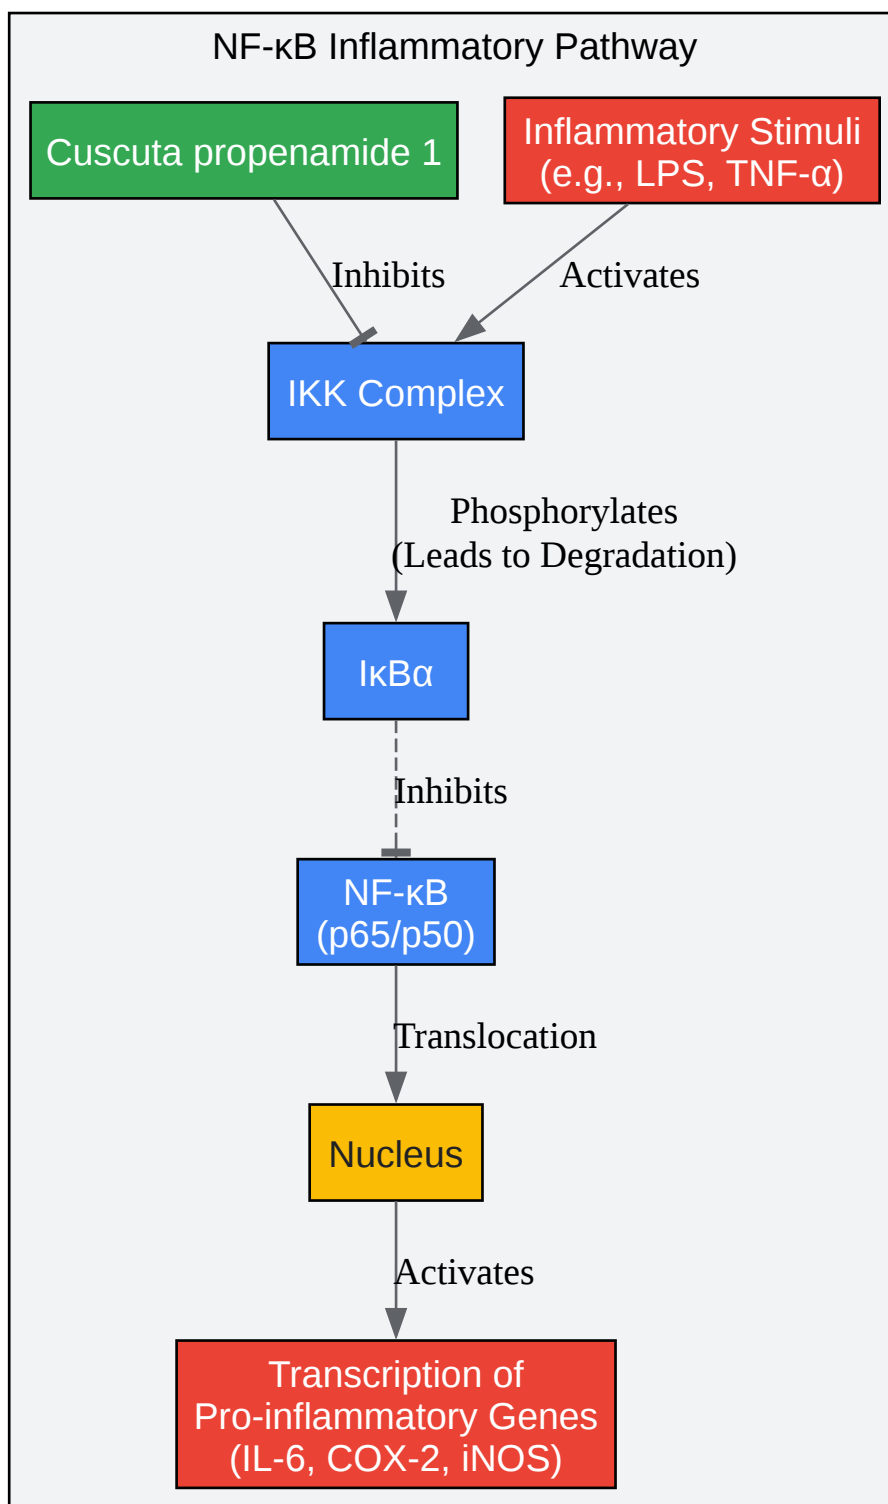 NF-κB Inflammatory Pathway
Cuscuta propenamide 1
Inflammatory Stimuli
(e.g., LPS, TNF-α)
Inhibits
Activates
IKK Complex
Phosphorylates
(Leads to Degradation)
IκBα
Inhibits
NF-κB
(p65/p50)
Translocation
Nucleus
Activates
Transcription of
Pro-inflammatory Genes
(IL-6, COX-2, iNOS)